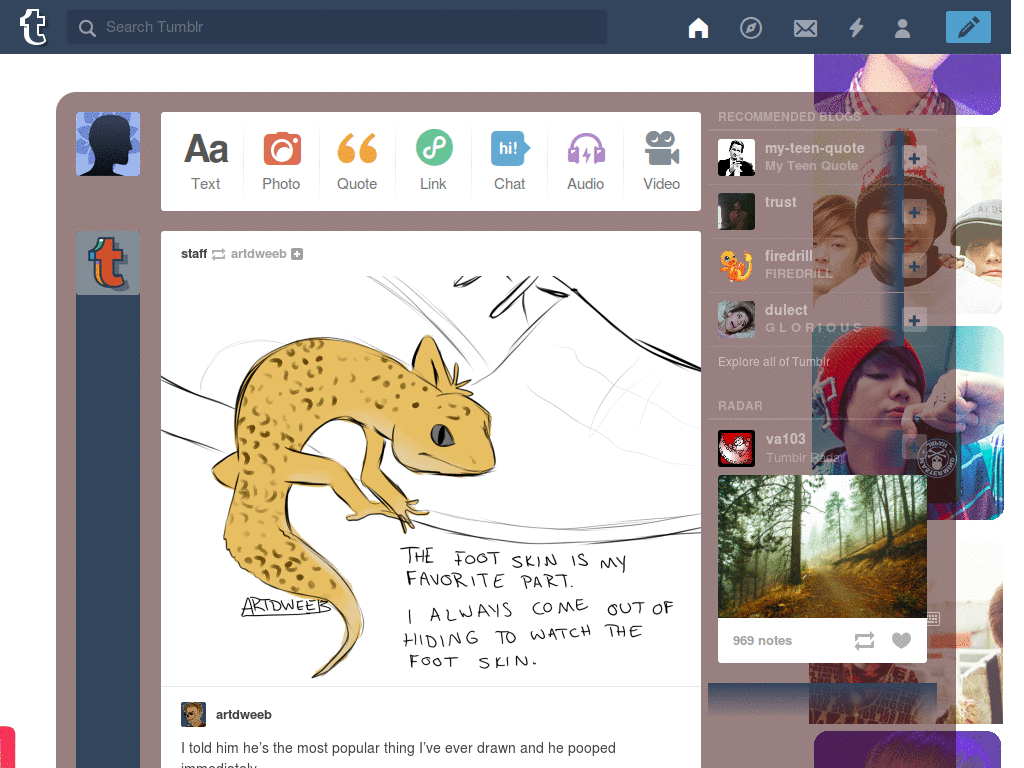 t
Search Tumblr
Aa
hi!
Text
Photo
Quote
Link
Chat
Audio
Video
RECOMMENDED BLOGS
my-teen-quote
My Teen Quote
trust
firedrill
FIREDRILL
dulect
G L O R I O U S
Explore all of Tumblr
RADAR
va103
Tumblr Radar
969 notes
t
staff artdweeb
THE FOOT SKIN IS MY
FAVORITE PART.
I ALWAYS COME OUT OF
HIDING TO WATCH THE
FOOT SKIN.
ARTDWEEB
artdweeb
I told him he's the most popular thing I've ever drawn and he pooped
immediately